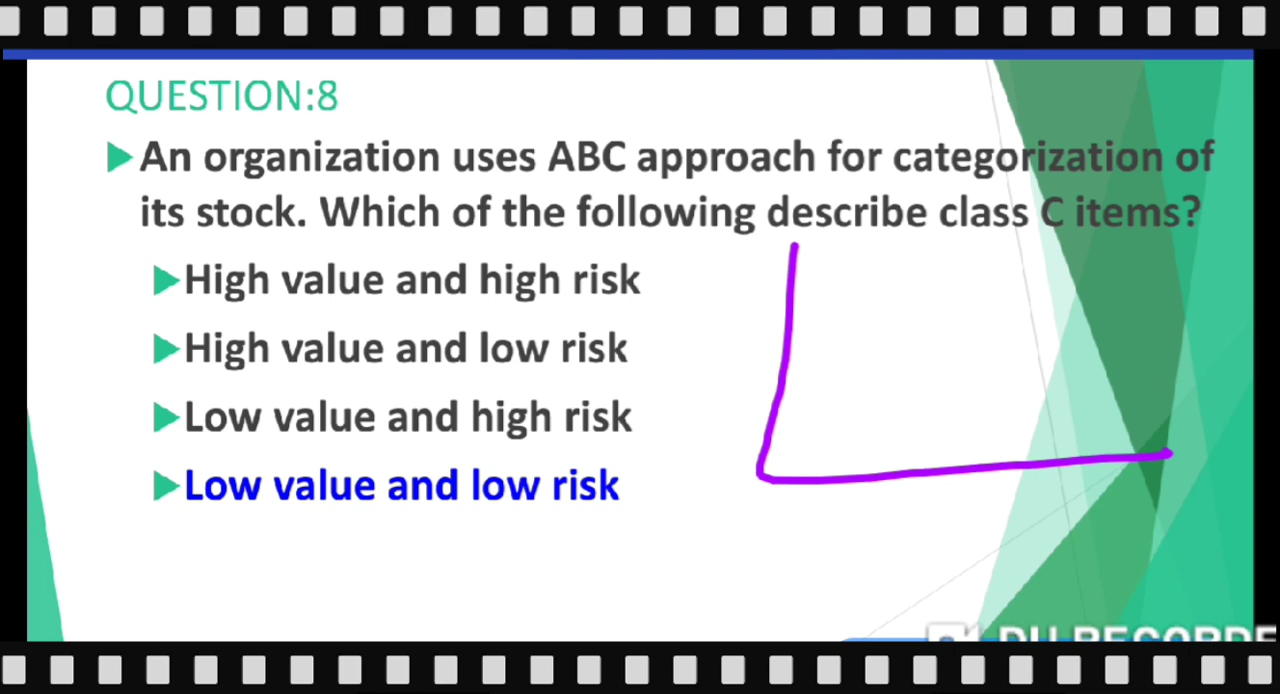 QUESTION:8
An organization uses ABC approach for categorization of
its stock. Which of the following describe class C items?
High value and high risk
High value and low risk
Low value and high risk
Low value and low risk